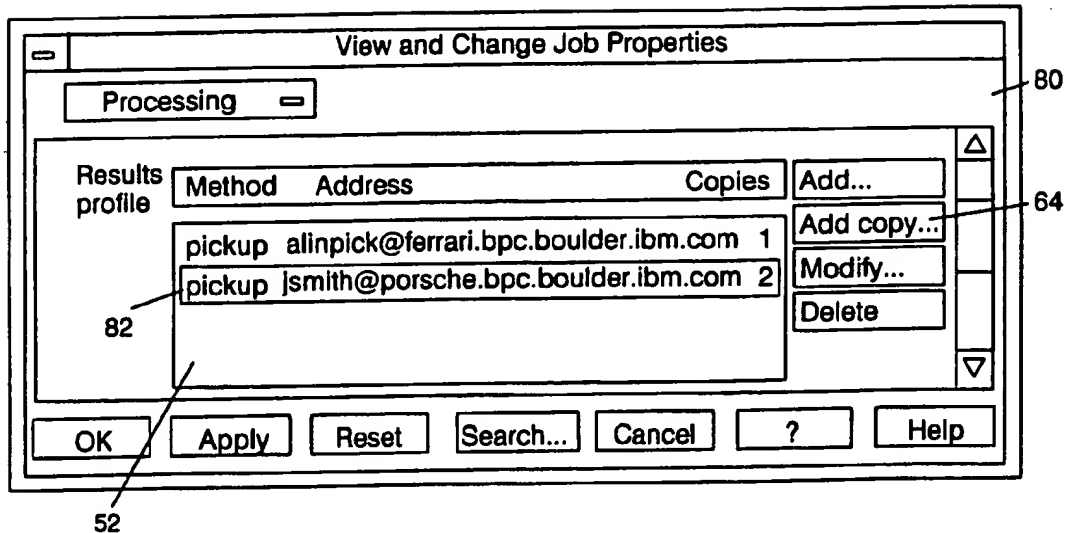 View and Change Job Properties
Processing
80
Results profile
Method Address Copies
Add...
Add copy...
64
pickup alinpick@ferrari.bpc.boulder.ibm.com 1
pickup jsmith@porsche.bpc.boulder.ibm.com 2
Modify...
Delete
82
OK Apply Reset Search... Cancel ? Help
52